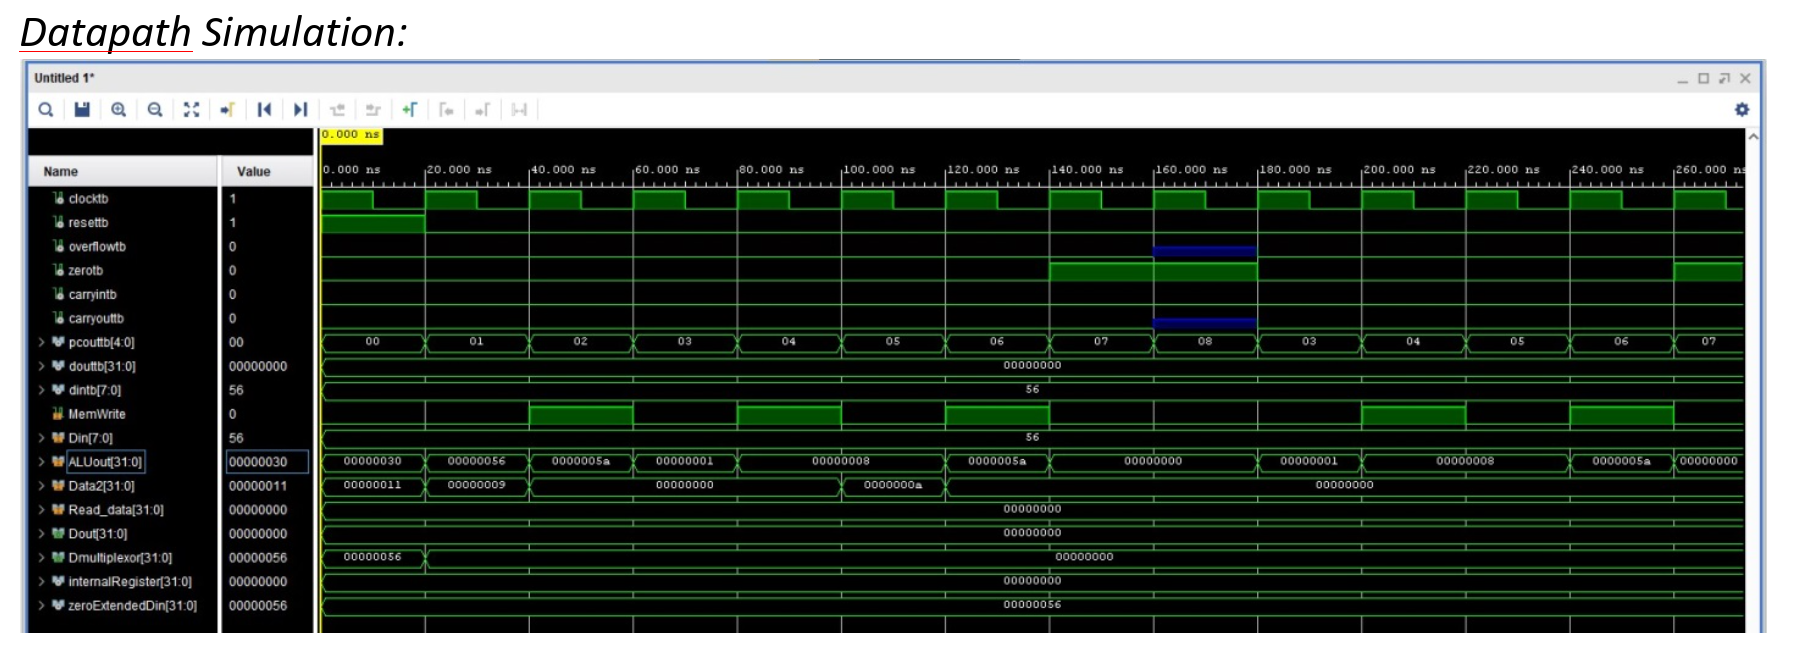 Datapath Simulation:
Untitled 1*
0.000 ns
Name Value
0.000 ns 20.000 ns 40.000 ns 60.000 ns 80.000 ns 100.000 ns 120.000 ns 140.000 ns 160.000 ns 180.000 ns 200.000 ns 220.000 ns 240.000 ns 260.000 ns
clocktb 1
resettb 1
overflowtb 0
zerotb 0
carryintb 0
carryouttb 0
pcouttb[4:0] 00 00 01 02 03 04 05 06 07 08 03 04 05 06 07
douttb[31:0] 00000000 00000000
dintb[7:0] 56 56
MemWrite 0
Din[7:0] 56 56
ALUout[31:0] 00000030 00000030 00000056 0000005a 00000001 00000008 0000005a 00000000 00000001 00000008 0000005a 00000000
Data2[31:0] 00000011 00000011 00000009 00000000 0000000a 00000000
Read_data[31:0] 00000000 00000000
Dout[31:0] 00000000 00000000
Dmultiplexor[31:0] 00000056 00000056 00000000
internalRegister[31:0] 00000000 00000000
zeroExtendedDin[31:0] 00000056 00000056